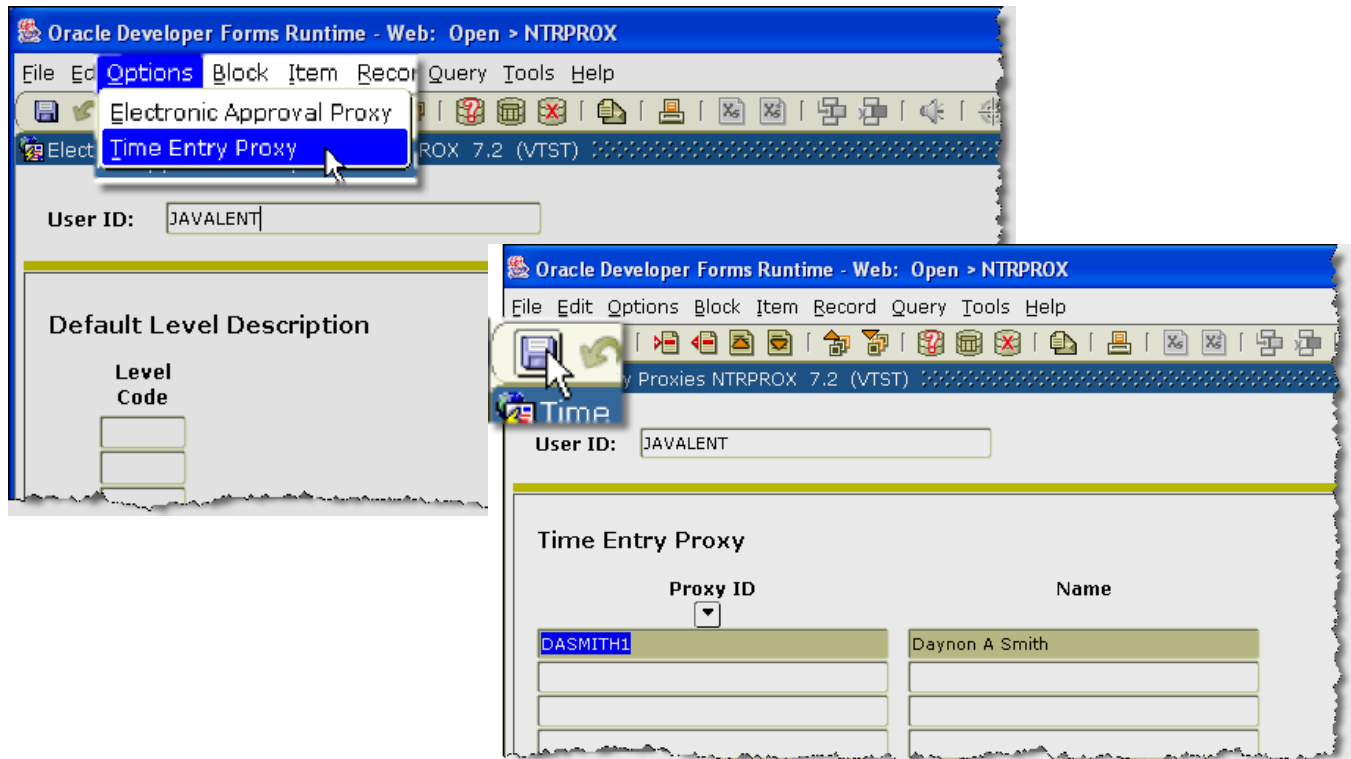 Oracle Developer Forms Runtime - Web: Open > NTRPROX
File Ed Options Block Item Recor Query Tools Help
Electronic Approval Proxy
Time Entry Proxy
Elect ROX 7.2 (VTST)
User ID: JAVALENT
Default Level Description
Level
Code
Oracle Developer Forms Runtime - Web: Open > NTRPROX
File Edit Options Block Item Record Query Tools Help
Time y Proxies NTRPROX 7.2 (VTST)
User ID: JAVALENT
Time Entry Proxy
Proxy ID Name
DASMITH1 Daynon A Smith